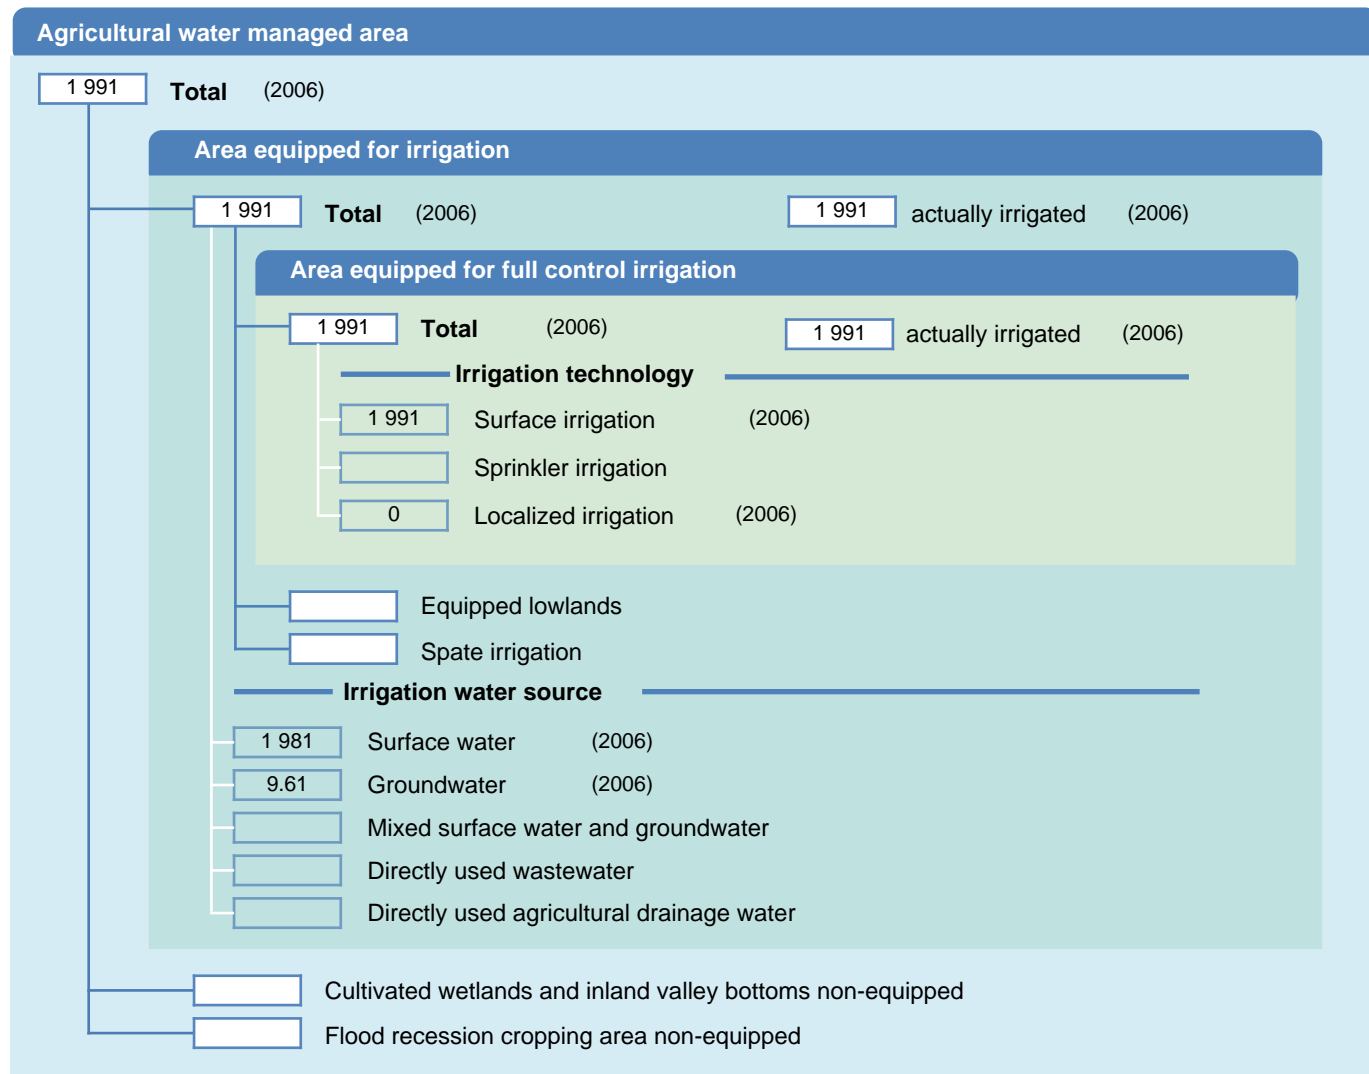 Agricultural water managed area
1 991 Total (2006)
Area equipped for irrigation
1 991 Total (2006) 1 991 actually irrigated (2006)
Area equipped for full control irrigation
1 991 Total (2006) 1 991 actually irrigated (2006)
Irrigation technology
1 991 Surface irrigation (2006)
Sprinkler irrigation
0 Localized irrigation (2006)
Equipped lowlands
Spate irrigation
Irrigation water source
1 981 Surface water (2006)
9.61 Groundwater (2006)
Mixed surface water and groundwater
Directly used wastewater
Directly used agricultural drainage water
Cultivated wetlands and inland valley bottoms non-equipped
Flood recession cropping area non-equipped